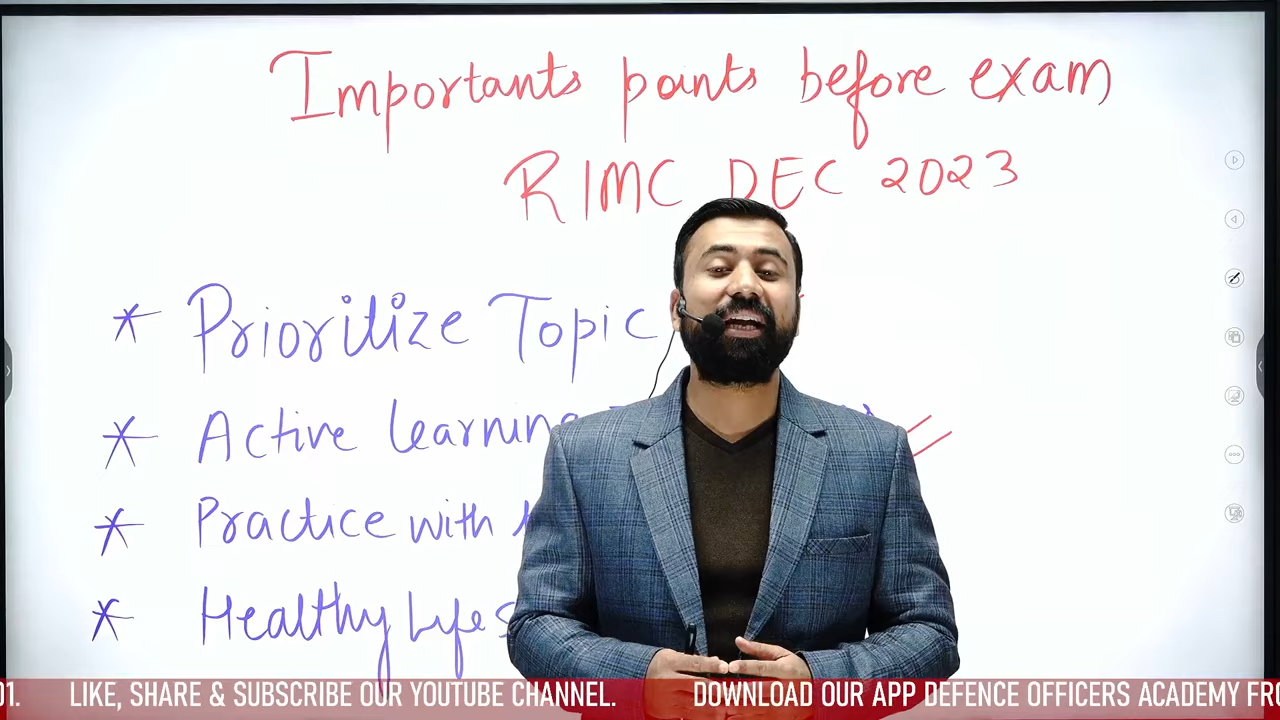 Importants points before exam
RIMC DEC 2023
* Prioritize Topic
* Active learning
* Practice with
* Healthy
01. LIKE, SHARE & SUBSCRIBE OUR YOUTUBE CHANNEL. DOWNLOAD OUR APP DEFENCE OFFICERS ACADEMY